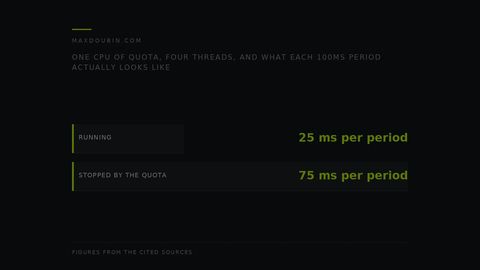 MAXDOURIN.COM
ONE CPU OF QUOTA, FOUR THREADS, AND WHAT EACH 100MS PERIOD
ACTUALLY LOOKS LIKE
RUNNING
25 ms per period
STOPPED BY THE QUOTA
75 ms per period
FIGURES FROM THE CITED SOURCES